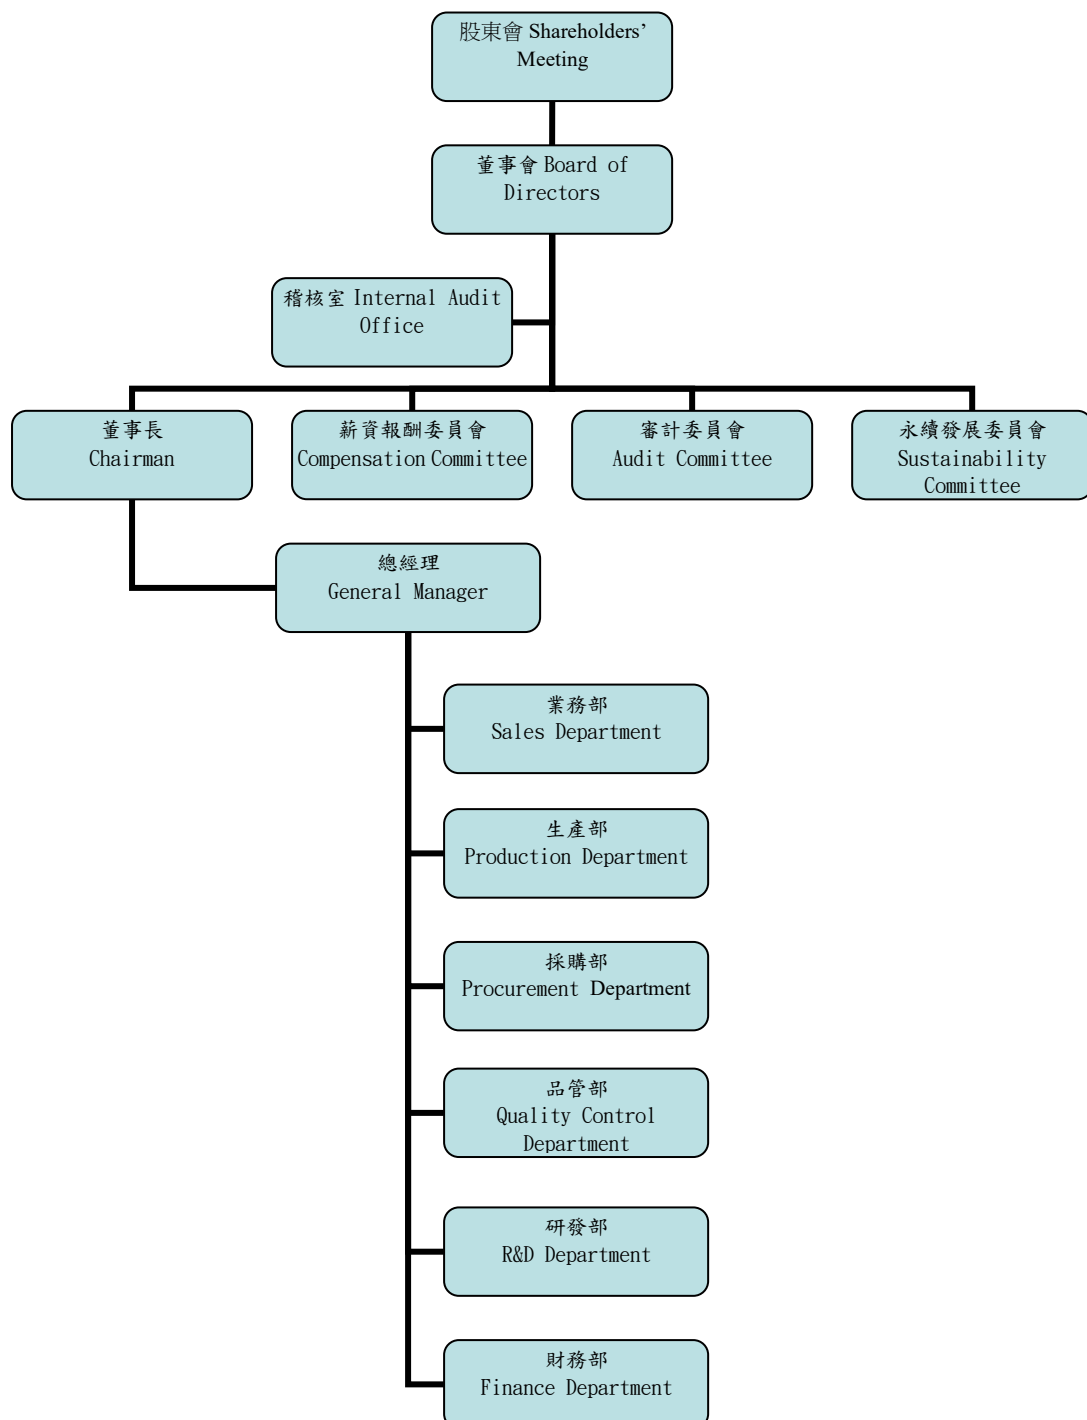 股東會 Shareholders’
Meeting
董事會 Board of
Directors
稽核室 Internal Audit
Office
董事長
Chairman
薪資報酬委員會
Compensation Committee
審計委員會
Audit Committee
永續發展委員會
Sustainability
Committee
總經理
General Manager
業務部
Sales Department
生產部
Production Department
採購部
Procurement Department
品管部
Quality Control
Department
研發部
R&D Department
財務部
Finance Department